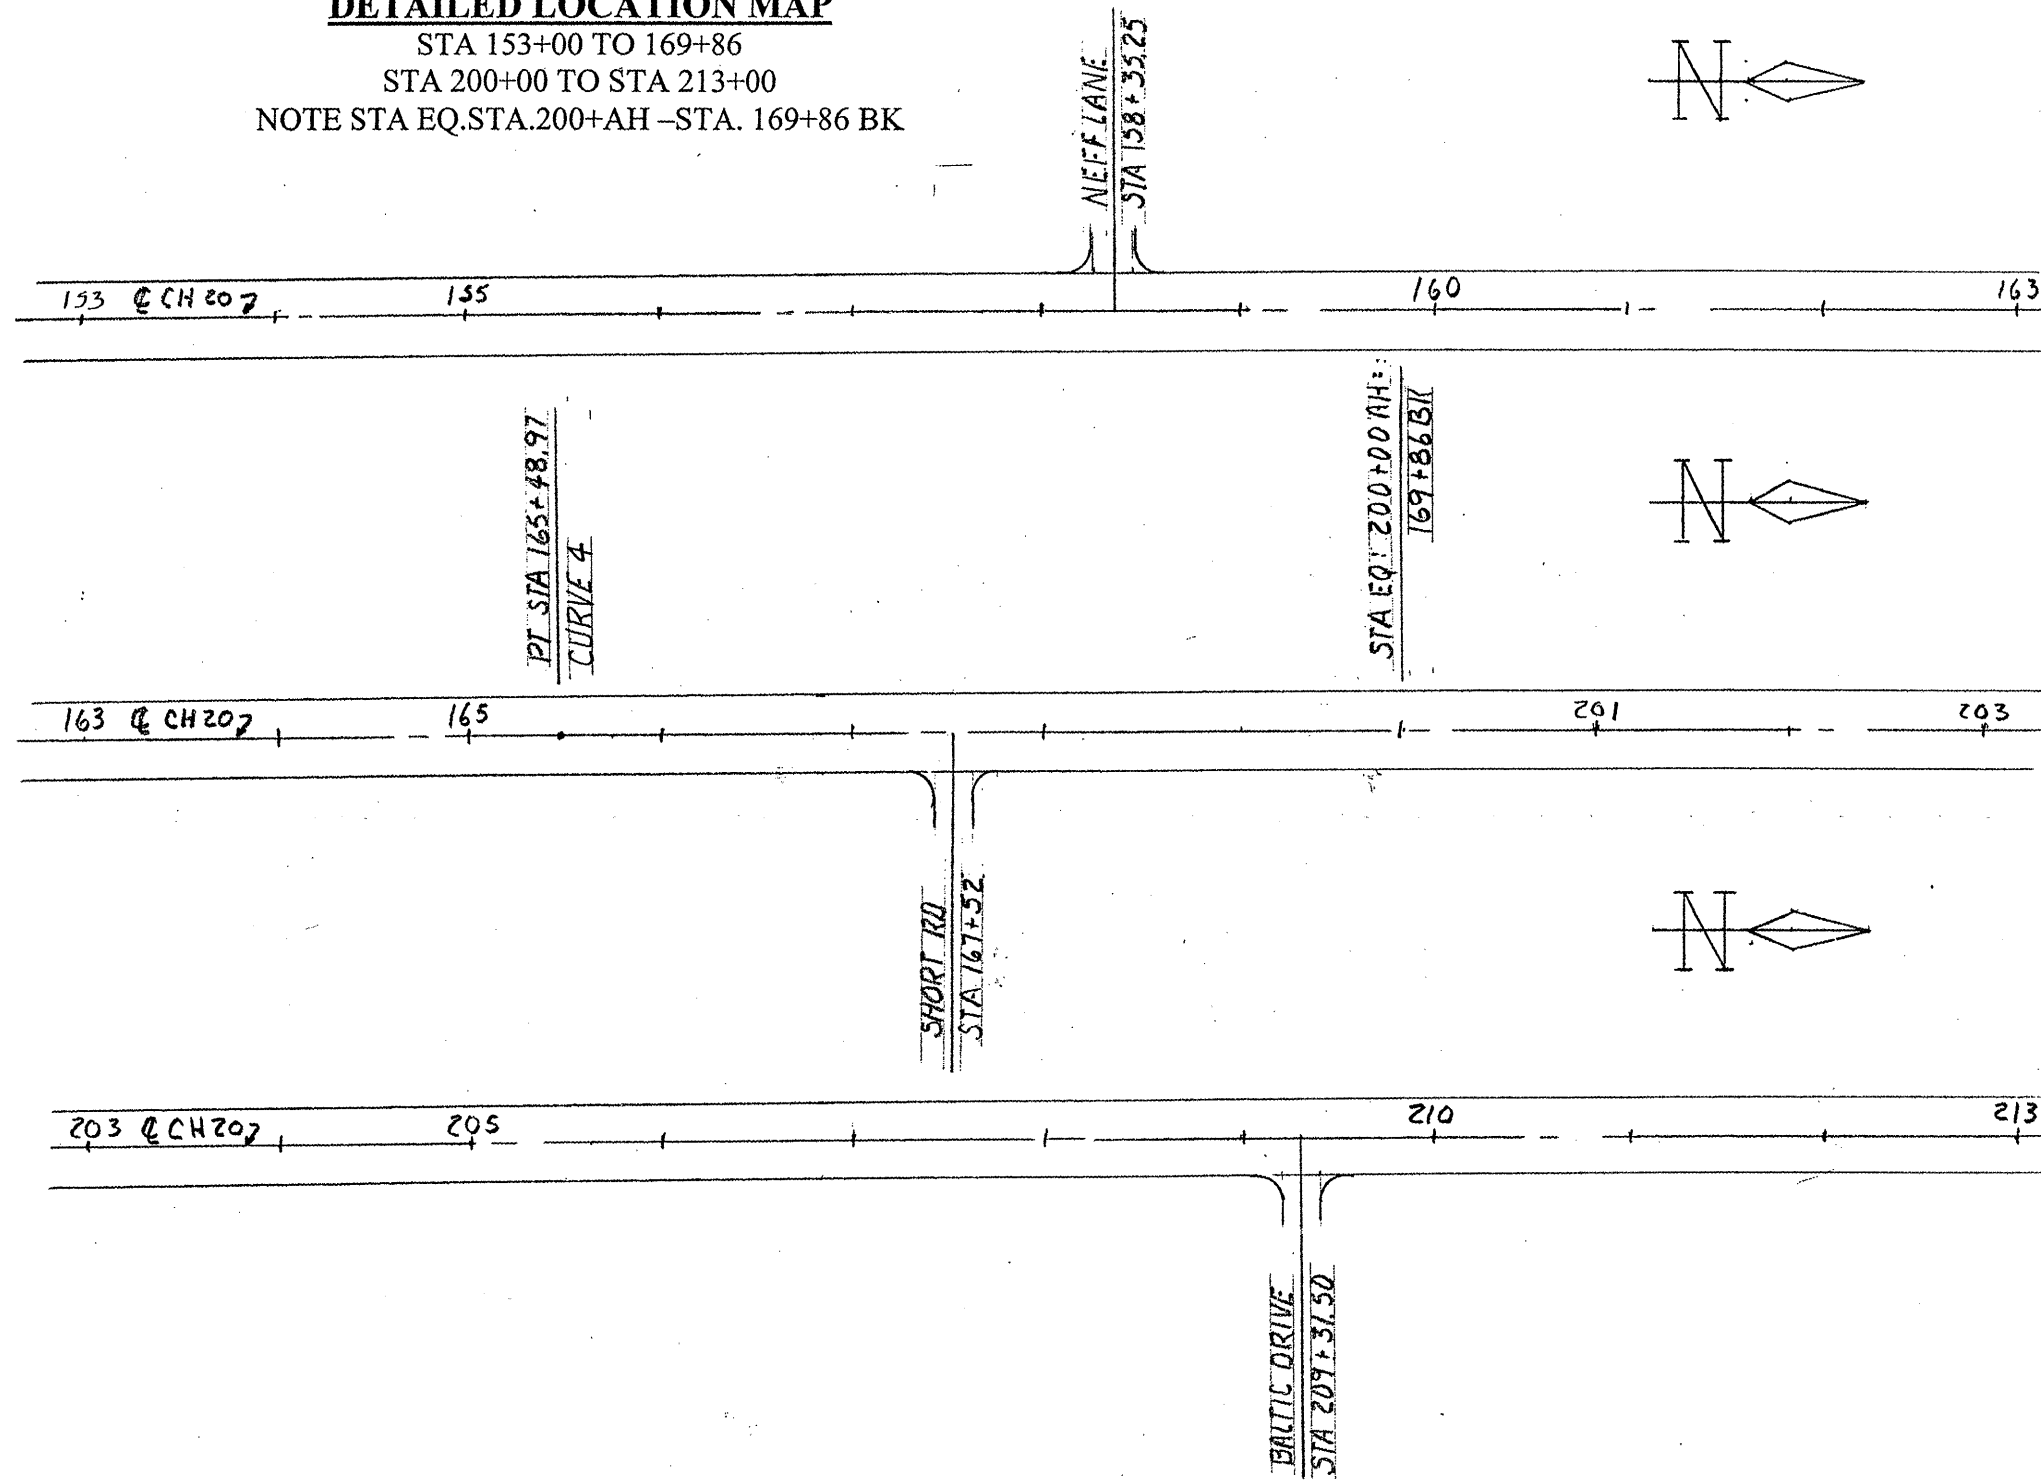 DETAILED LOCATION MAP
STA 153+00 TO 169+86
STA 200+00 TO STA 213+00
NOTE STA EQ.STA.200+AH –STA. 169+86 BK
N
NEFF LANE
STA 158+35.25
153 ℄ CH 20
155
160
163
PT STA 165+48.97
CURVE 4
STA EQ: 200+00 AH=
169+86 BK
N
163 ℄ CH 20
165
201
203
SHORT RD
STA 167+52
N
203 ℄ CH 20
205
210
213
BALTIC DRIVE
STA 209+31.50